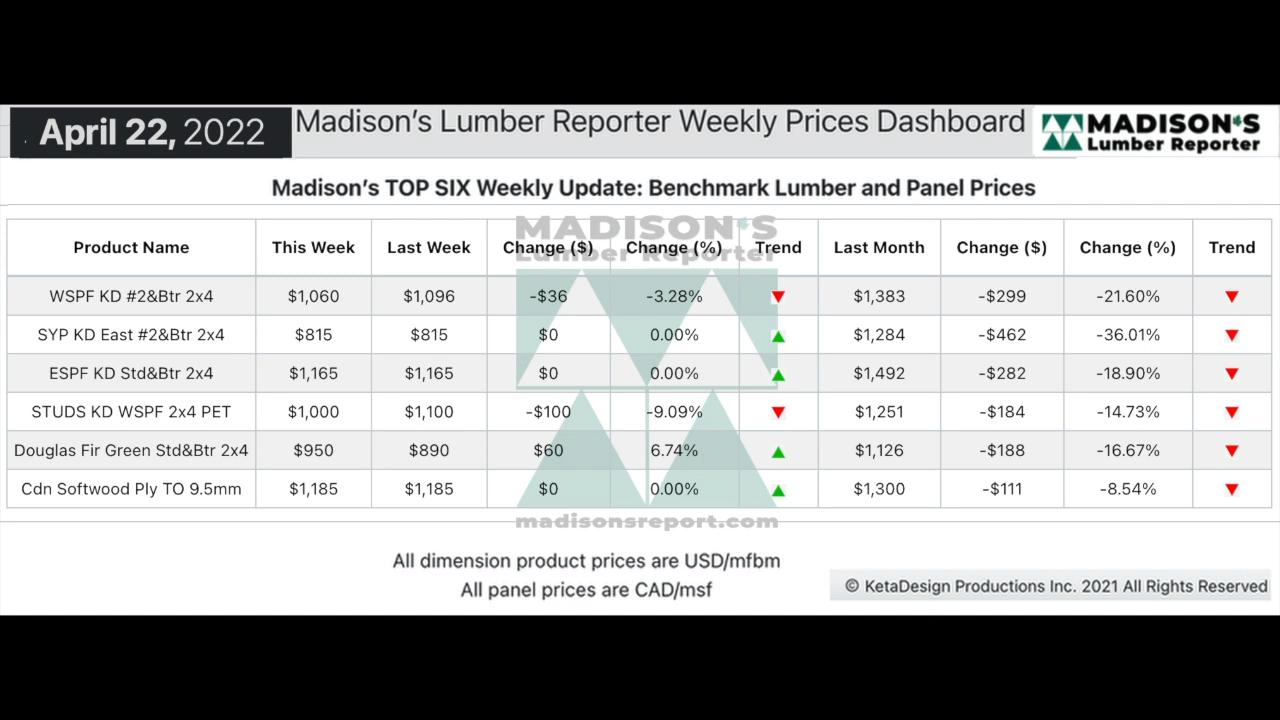 April 22, 2022 Madison's Lumber Reporter Weekly Prices Dashboard MADISON'S
Lumber Reporter
Madison's TOP SIX Weekly Update: Benchmark Lumber and Panel Prices
MADISON'S
Lumber Reporter
Product Name This Week Last Week Change ($) Change (%) Trend Last Month Change ($) Change (%) Trend
WSPF KD #2&Btr 2x4 $1,060 $1,096 -$36 -3.28% ▼ $1,383 -$299 -21.60% ▼
SYP KD East #2&Btr 2x4 $815 $815 $0 0.00% ▲ $1,284 -$462 -36.01% ▼
ESPF KD Std&Btr 2x4 $1,165 $1,165 $0 0.00% ▲ $1,492 -$282 -18.90% ▼
STUDS KD WSPF 2x4 PET $1,000 $1,100 -$100 -9.09% ▼ $1,251 -$184 -14.73% ▼
Douglas Fir Green Std&Btr 2x4 $950 $890 $60 6.74% ▲ $1,126 -$188 -16.67% ▼
Cdn Softwood Ply TO 9.5mm $1,185 $1,185 $0 0.00% ▲ $1,300 -$111 -8.54% ▼
madisonsreport.com
All dimension product prices are USD/mfbm
All panel prices are CAD/msf
© KetaDesign Productions Inc. 2021 All Rights Reserved